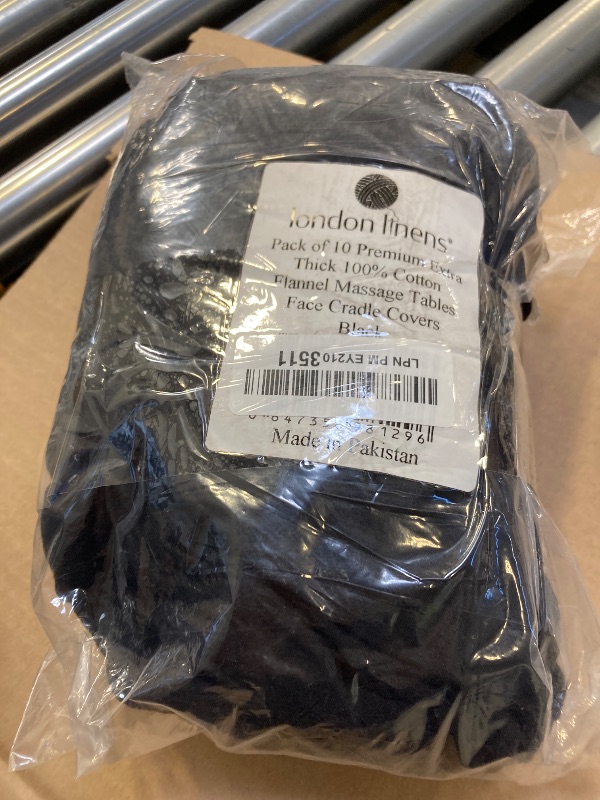 london linens®
Pack of 10 Premium Extra
Thick 100% Cotton
Flannel Massage Tables
Face Cradle Covers
Black
LPN PM EY2103511
Made in Pakistan